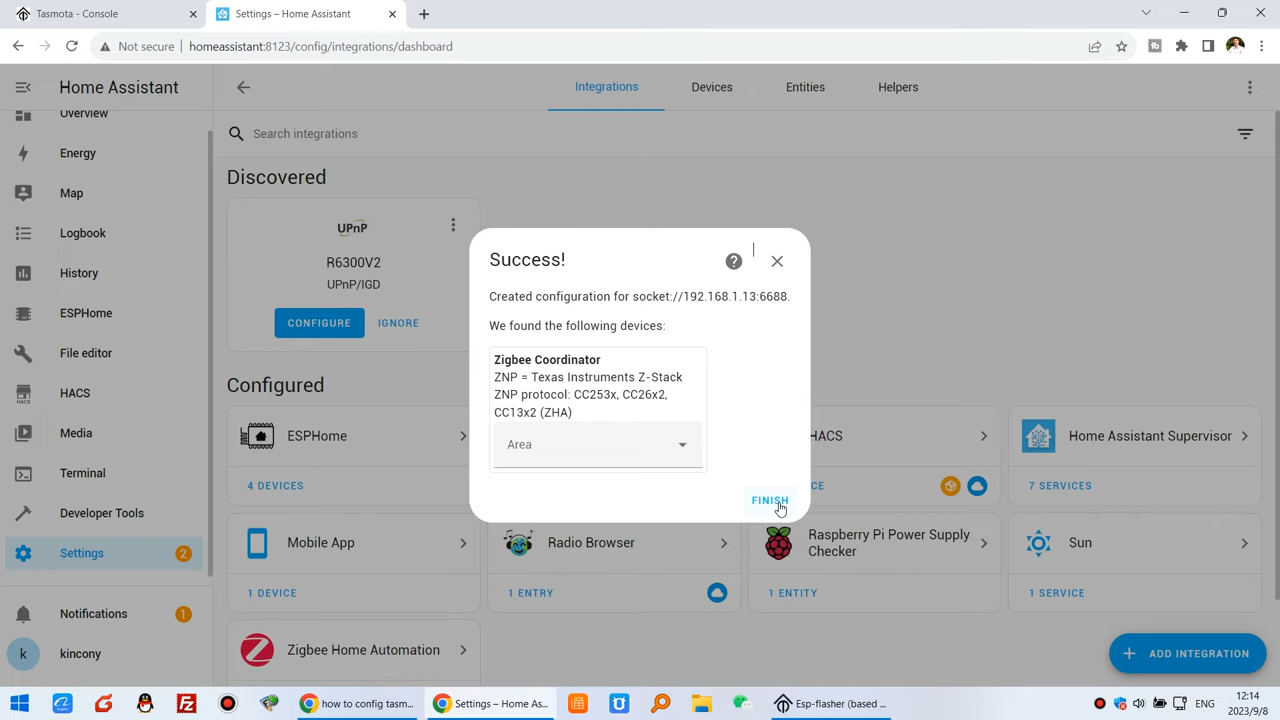 Tasmota - Console
Settings – Home Assistant
Not secure
homeassistant:8123/config/integrations/dashboard
Home Assistant
Overview
Energy
Map
Logbook
History
ESPHome
File editor
HACS
HACS
Media
Terminal
Developer Tools
Settings
2
Notifications
1
k
kincony
Integrations
Devices
Entities
Helpers
Search integrations
Discovered
UPnP
R6300V2
UPnP/IGD
CONFIGURE
IGNORE
Configured
ESPHome
4 DEVICES
HACS
CE
Home Assistant Supervisor
7 SERVICES
Mobile App
1 DEVICE
Radio Browser
1 ENTRY
Raspberry Pi Power Supply
Checker
1 ENTITY
Sun
1 SERVICE
Zigbee Home Automation
ADD INTEGRATION
Success!
Created configuration for socket://192.168.1.13:6688.
We found the following devices:
Zigbee Coordinator
ZNP = Texas Instruments Z-Stack
ZNP protocol: CC253x, CC26x2,
CC13x2 (ZHA)
Area
FINISH
how to config tasm...
Settings – Home As...
Esp-flasher (based ...
ENG
12:14
2023/9/8